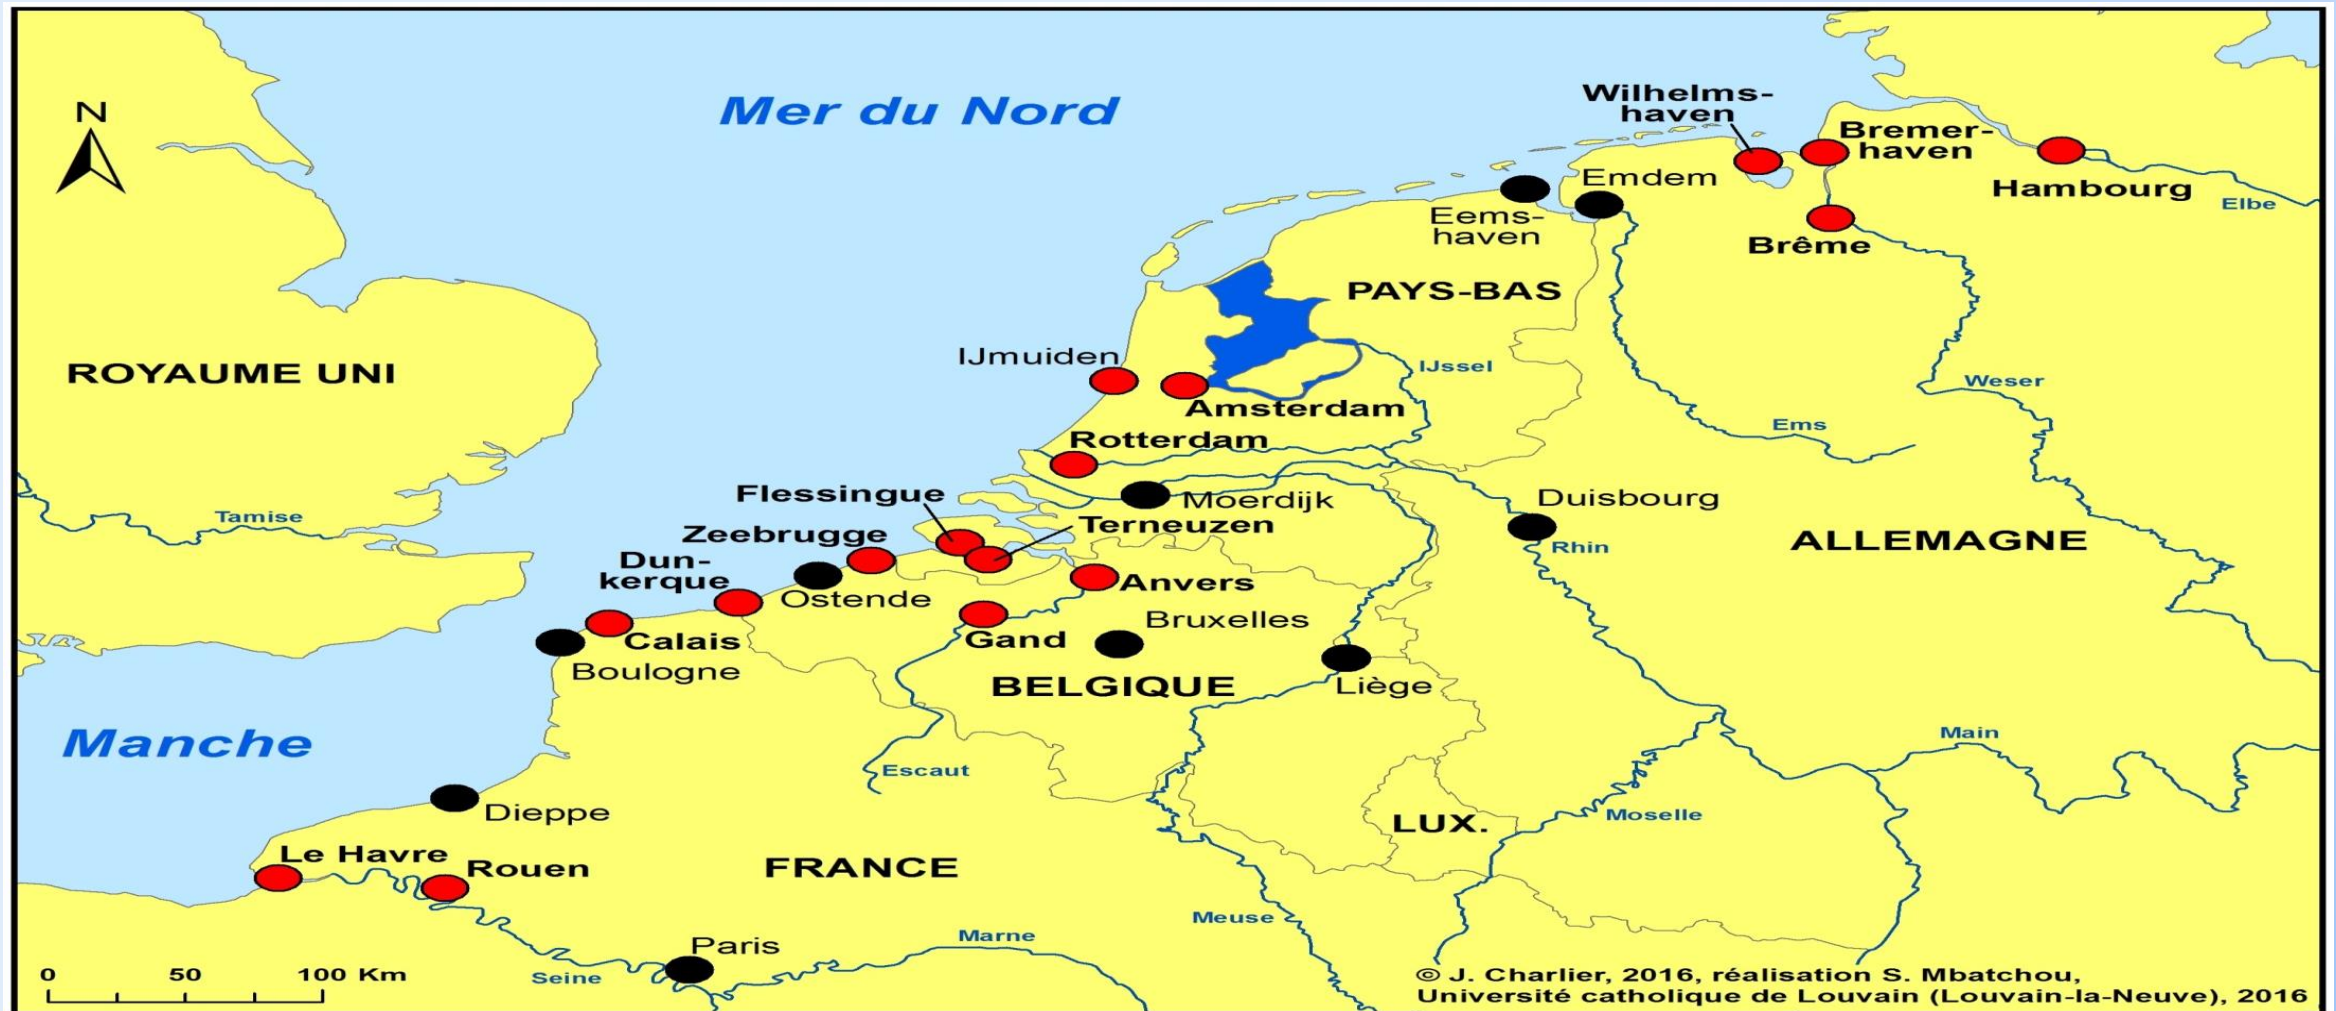 N
Mer du Nord
Wilhelms-
haven
Bremer-
haven
Hambourg
Elbe
Emdem
Eems-
haven
Brême
PAYS-BAS
ROYAUME UNI
IJmuiden
IJssel
Weser
Amsterdam
Ems
Rotterdam
Flessingue
Moerdijk
Duisbourg
Tamise
Terneuzen
Zeebrugge
Rhin
ALLEMAGNE
Dun-
kerque
Anvers
Ostende
Bruxelles
Calais
Gand
Boulogne
BELGIQUE
Liège
Manche
Main
Escaut
Dieppe
Moselle
LUX.
Le Havre
Rouen
FRANCE
Meuse
Marne
Paris
Seine
0 50 100 Km
© J. Charlier, 2016, réalisation S. Mbatchou,
Université catholique de Louvain (Louvain-la-Neuve), 2016